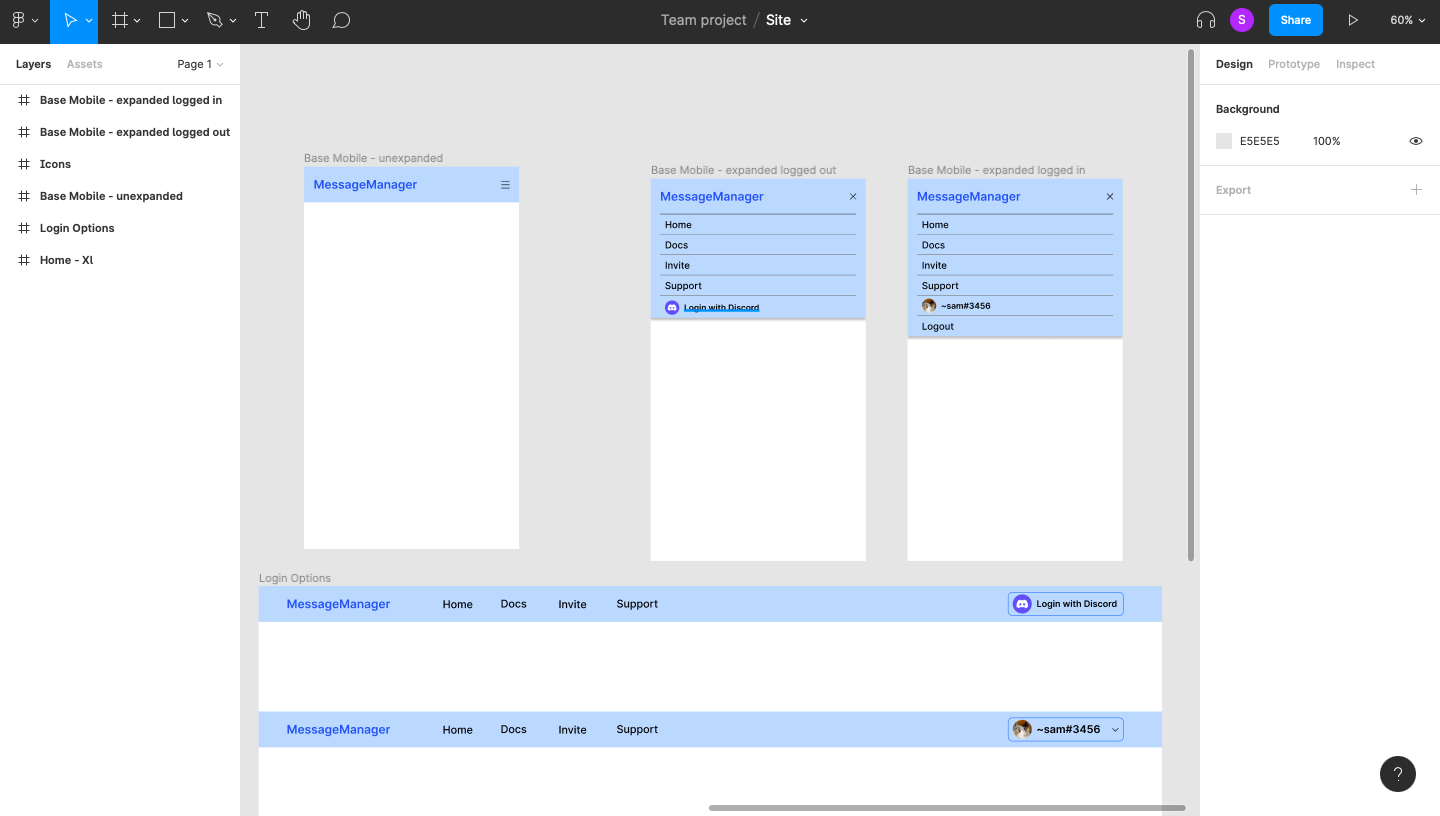 Team project / Site
S
Share
60%
Layers
Assets
Page 1
Base Mobile - expanded logged in
Base Mobile - expanded logged out
Icons
Base Mobile - unexpanded
Login Options
Home - Xl
Base Mobile - unexpanded
MessageManager
Base Mobile - expanded logged out
MessageManager
Home
Docs
Invite
Support
Login with Discord
Base Mobile - expanded logged in
MessageManager
Home
Docs
Invite
Support
~sam#3456
Logout
Login Options
MessageManager Home Docs Invite Support Login with Discord
MessageManager Home Docs Invite Support ~sam#3456
Design Prototype Inspect
Background
E5E5E5 100%
Export
?